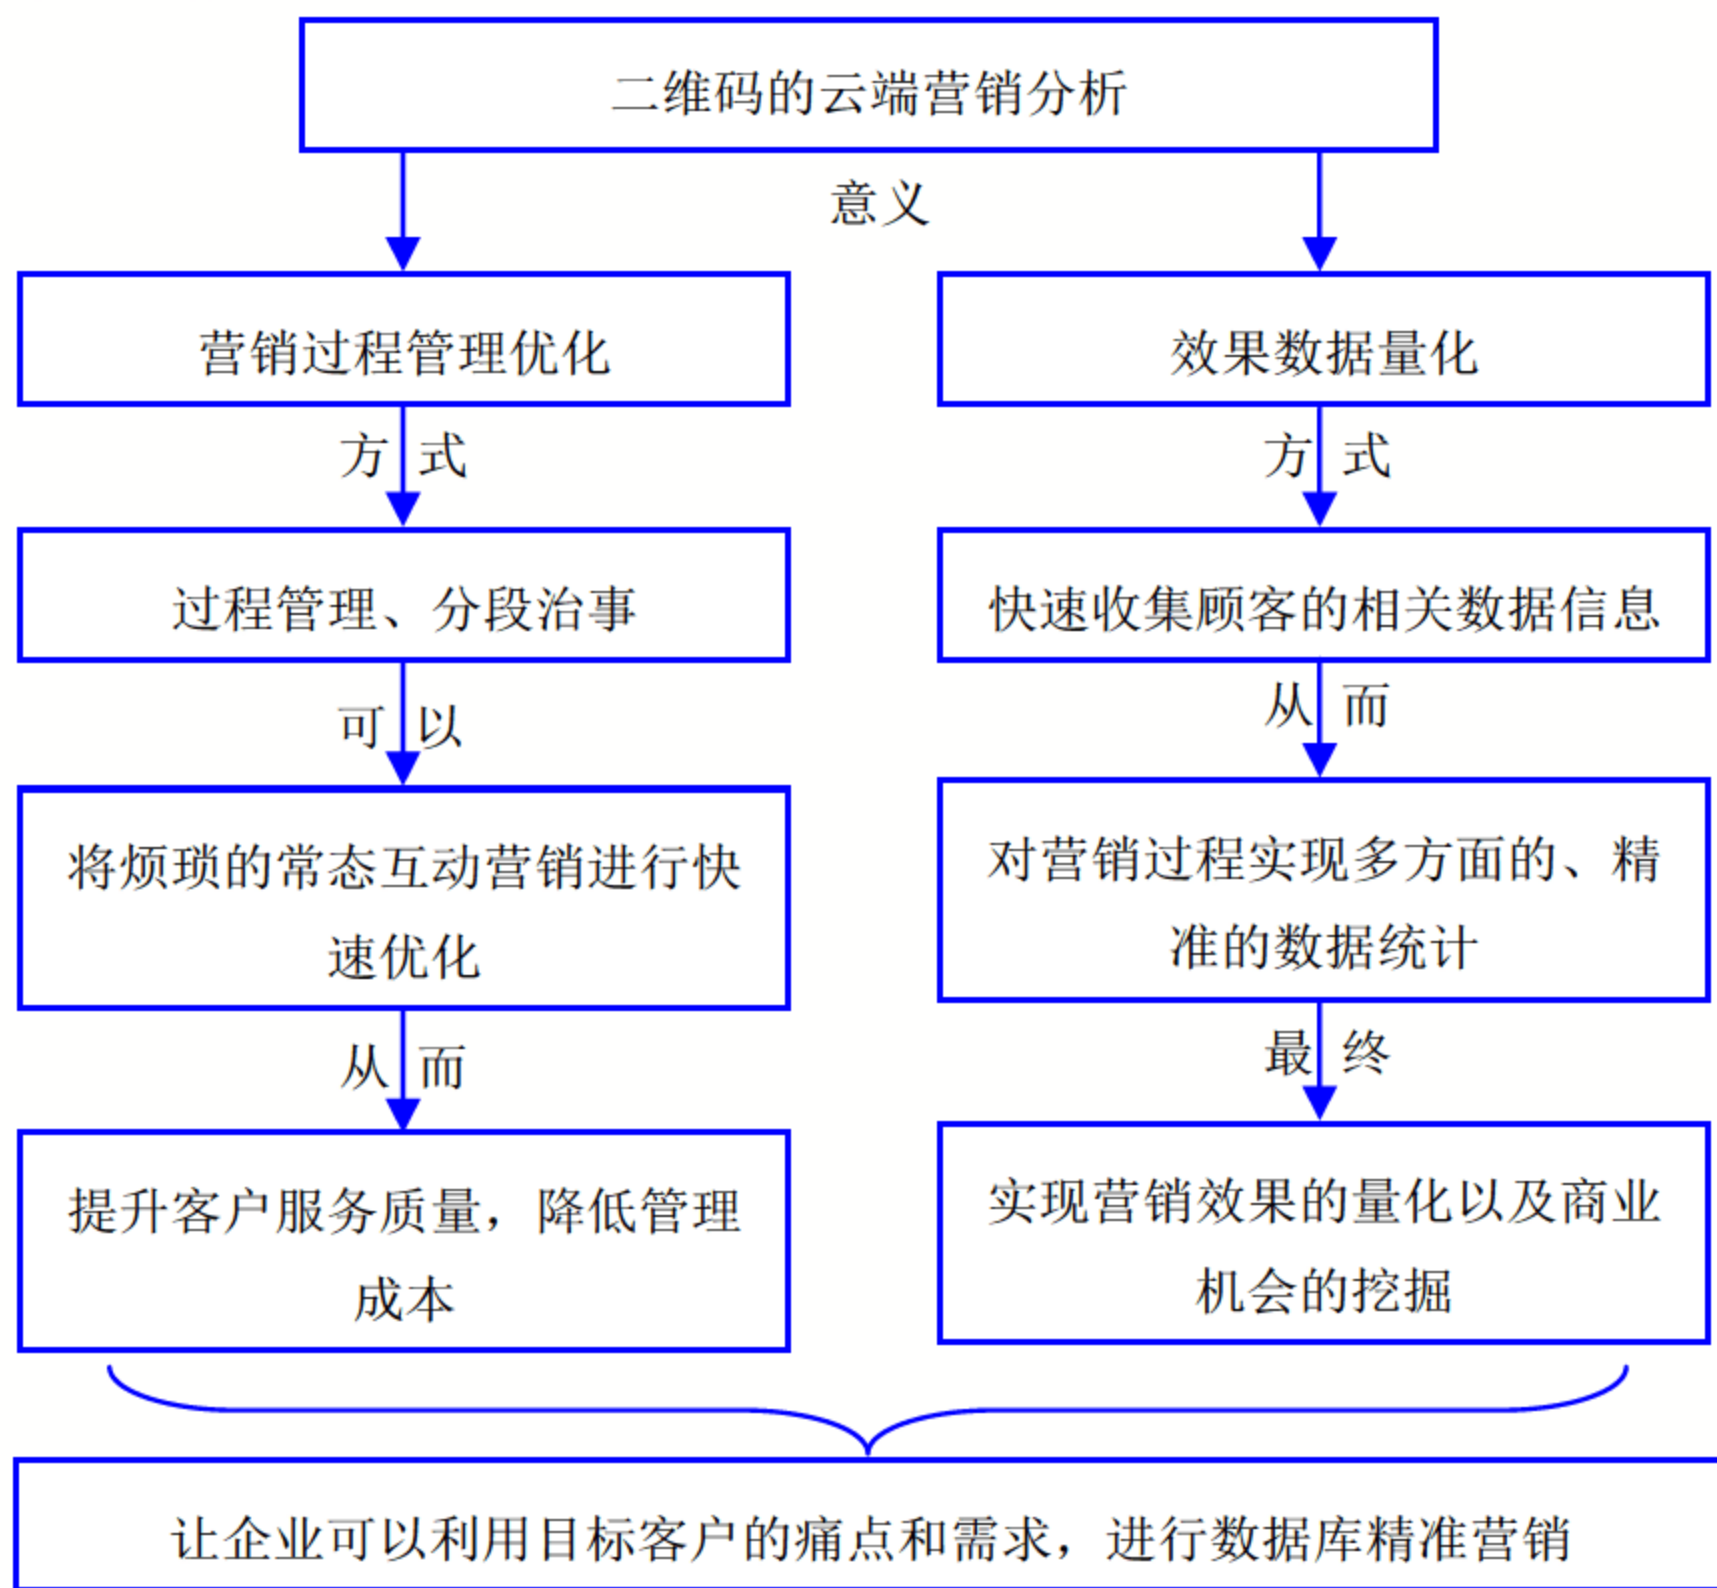 二维码的云端营销分析
意义
营销过程管理优化
效果数据量化
方式
方式
过程管理、分段治事
快速收集顾客的相关数据信息
可以
从而
将烦琐的常态互动营销进行快
速优化
对营销过程实现多方面的、精
准的数据统计
从而
最终
提升客户服务质量，降低管理
成本
实现营销效果的量化以及商业
机会的挖掘
让企业可以利用目标客户的痛点和需求，进行数据库精准营销